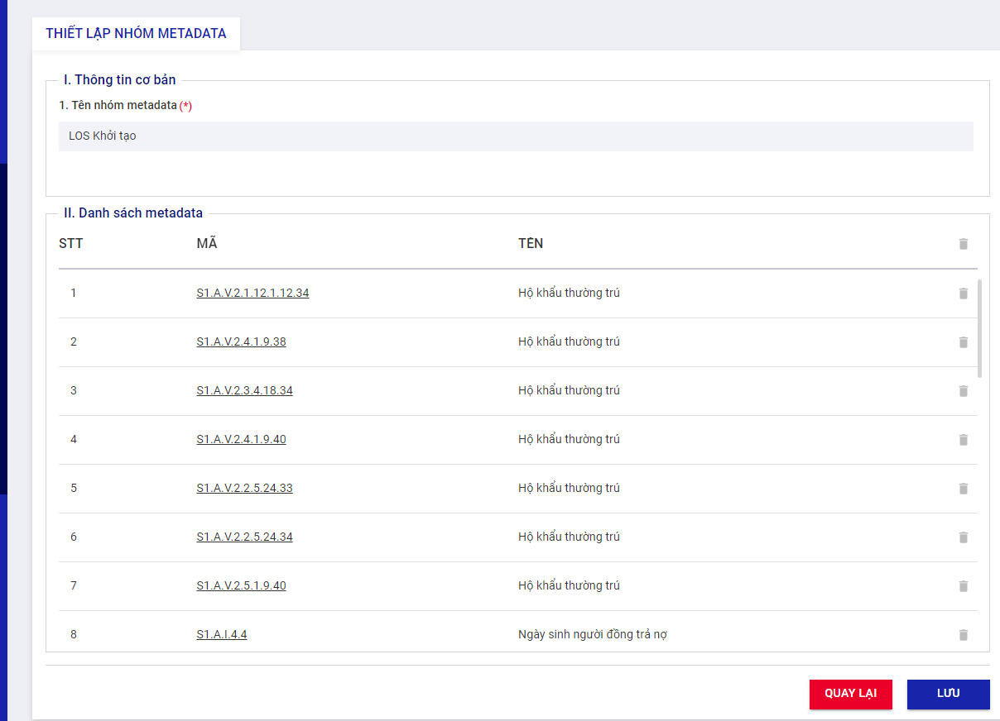 THIẾT LẬP NHÓM METADATA
I. Thông tin cơ bản
1. Tên nhóm metadata (*)
LOS Khởi tạo
II. Danh sách metadata
STT MÃ TÊN
1 S1.A.V.2.1.12.1.12.34 Hộ khẩu thường trú
2 S1.A.V.2.4.1.9.38 Hộ khẩu thường trú
3 S1.A.V.2.3.4.18.34 Hộ khẩu thường trú
4 S1.A.V.2.4.1.9.40 Hộ khẩu thường trú
5 S1.A.V.2.2.5.24.33 Hộ khẩu thường trú
6 S1.A.V.2.2.5.24.34 Hộ khẩu thường trú
7 S1.A.V.2.5.1.9.40 Hộ khẩu thường trú
8 S1.A.I.4.4 Ngày sinh người đồng trả nợ
QUAY LẠI LƯU